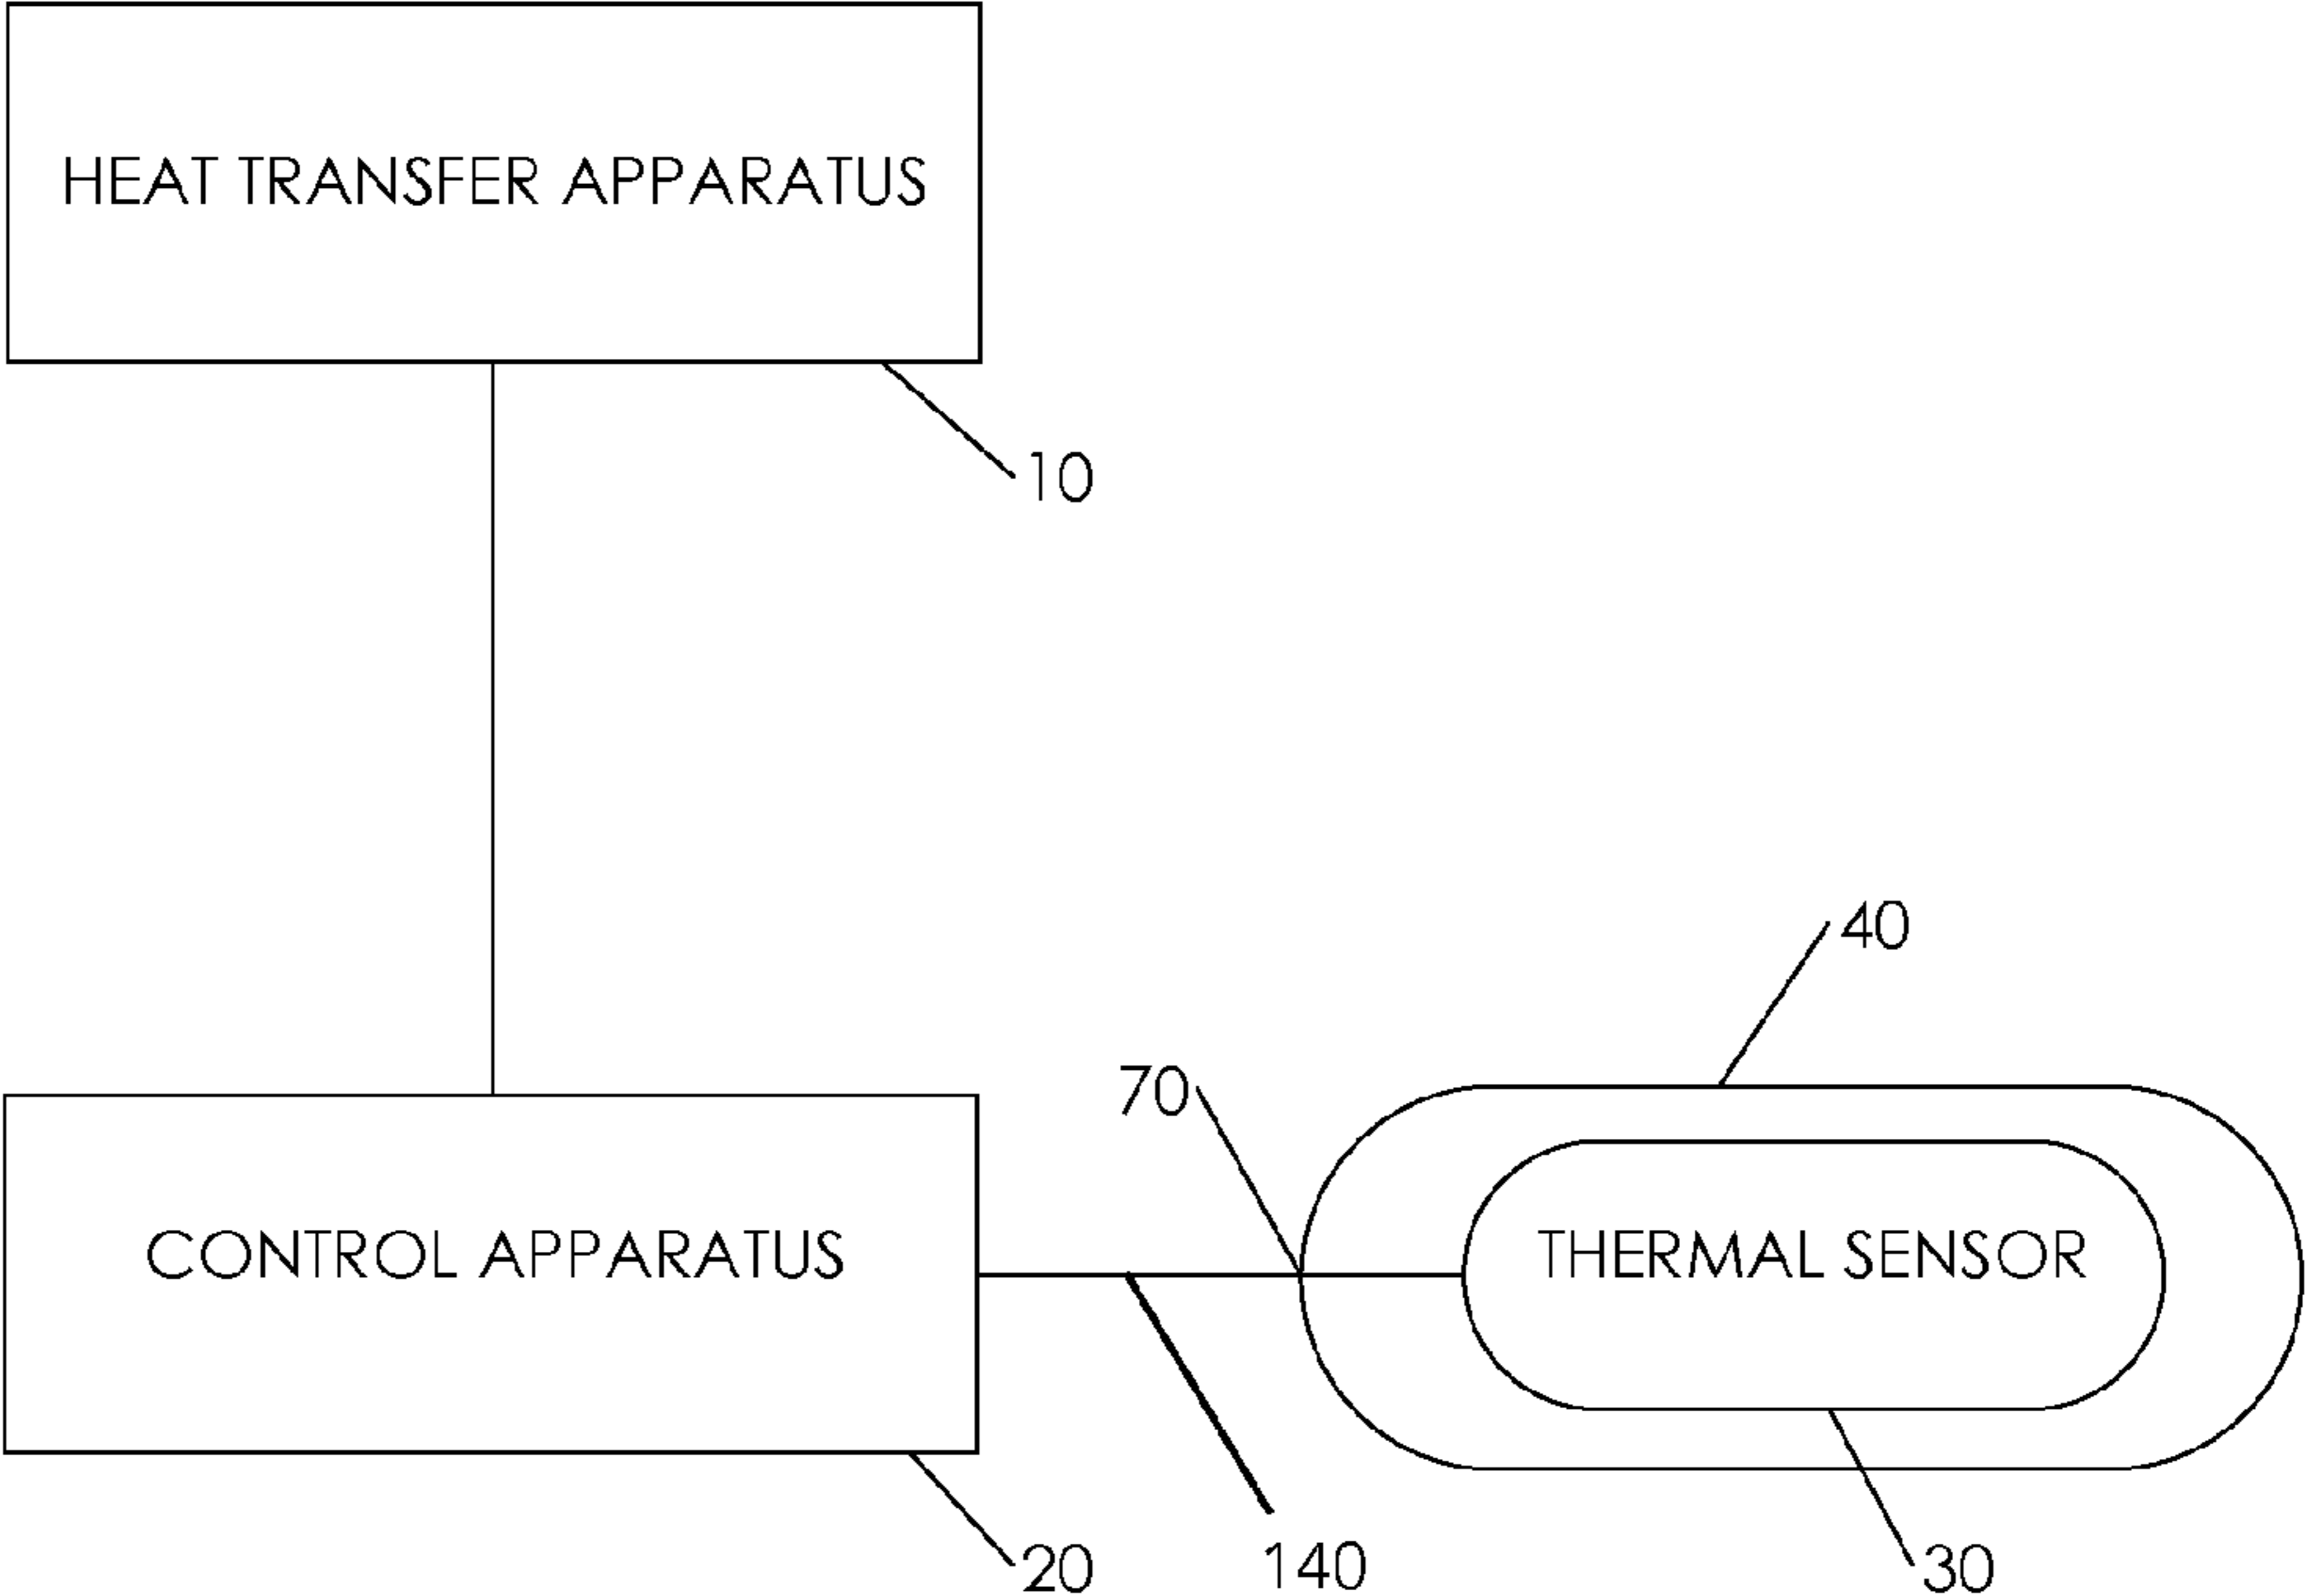 HEAT TRANSFER APPARATUS
10
40
70
CONTROL APPARATUS
THERMAL SENSOR
20
140
30